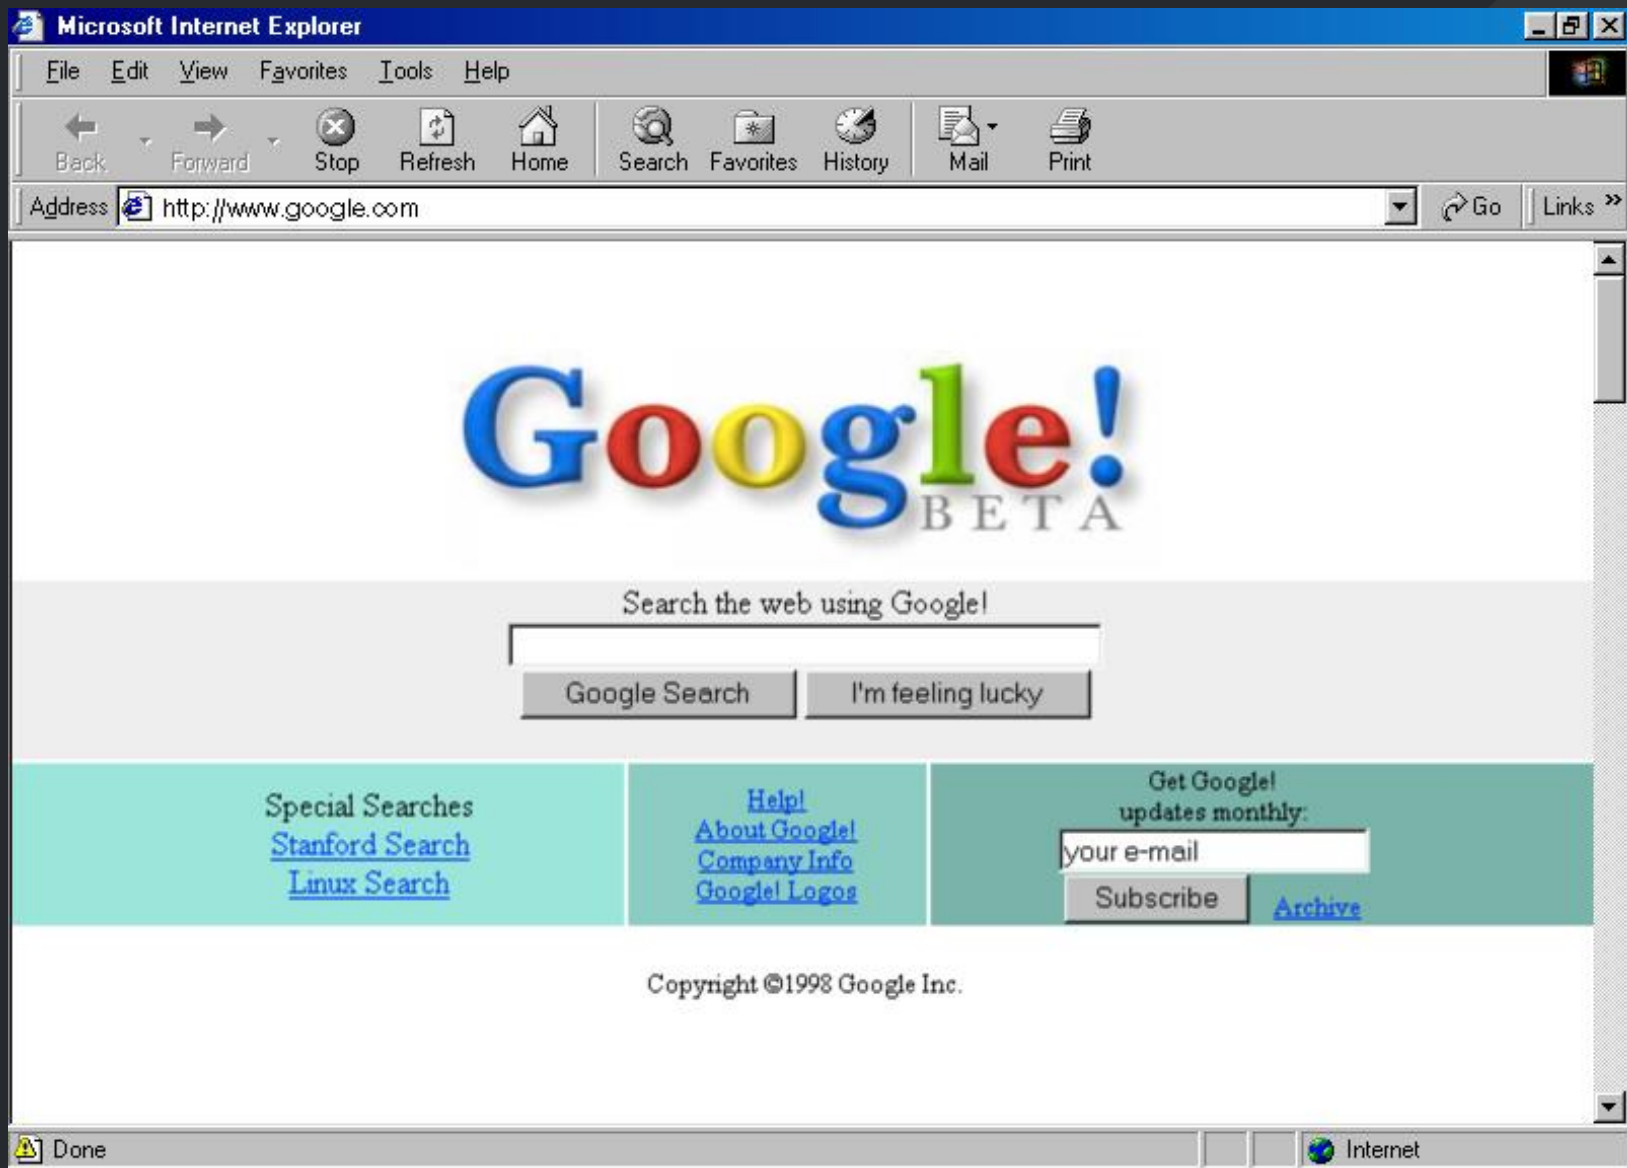 Microsoft Internet Explorer
File Edit View Favorites Tools Help
Back Forward Stop Refresh Home Search Favorites History Mail Print
Address http://www.google.com Go Links »
Google!
BETA
Search the web using Google!
Google Search I'm feeling lucky
Special Searches
Stanford Search
Linux Search
Help!
About Google!
Company Info
Google! Logos
Get Google!
updates monthly:
your e-mail
Subscribe Archive
Copyright ©1998 Google Inc.
Done Internet